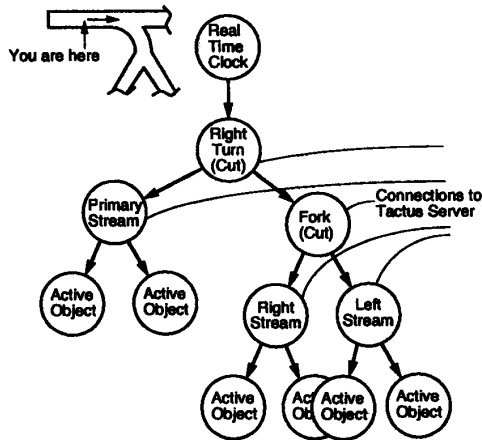 You are here
Real
Time
Clock
Right
Turn
(Cut)
Primary
Stream
Connections to
Tactus Server
Fork
(Cut)
Active
Object
Active
Object
Right
Stream
Left
Stream
Active
Object
Active
Object
Active
Object